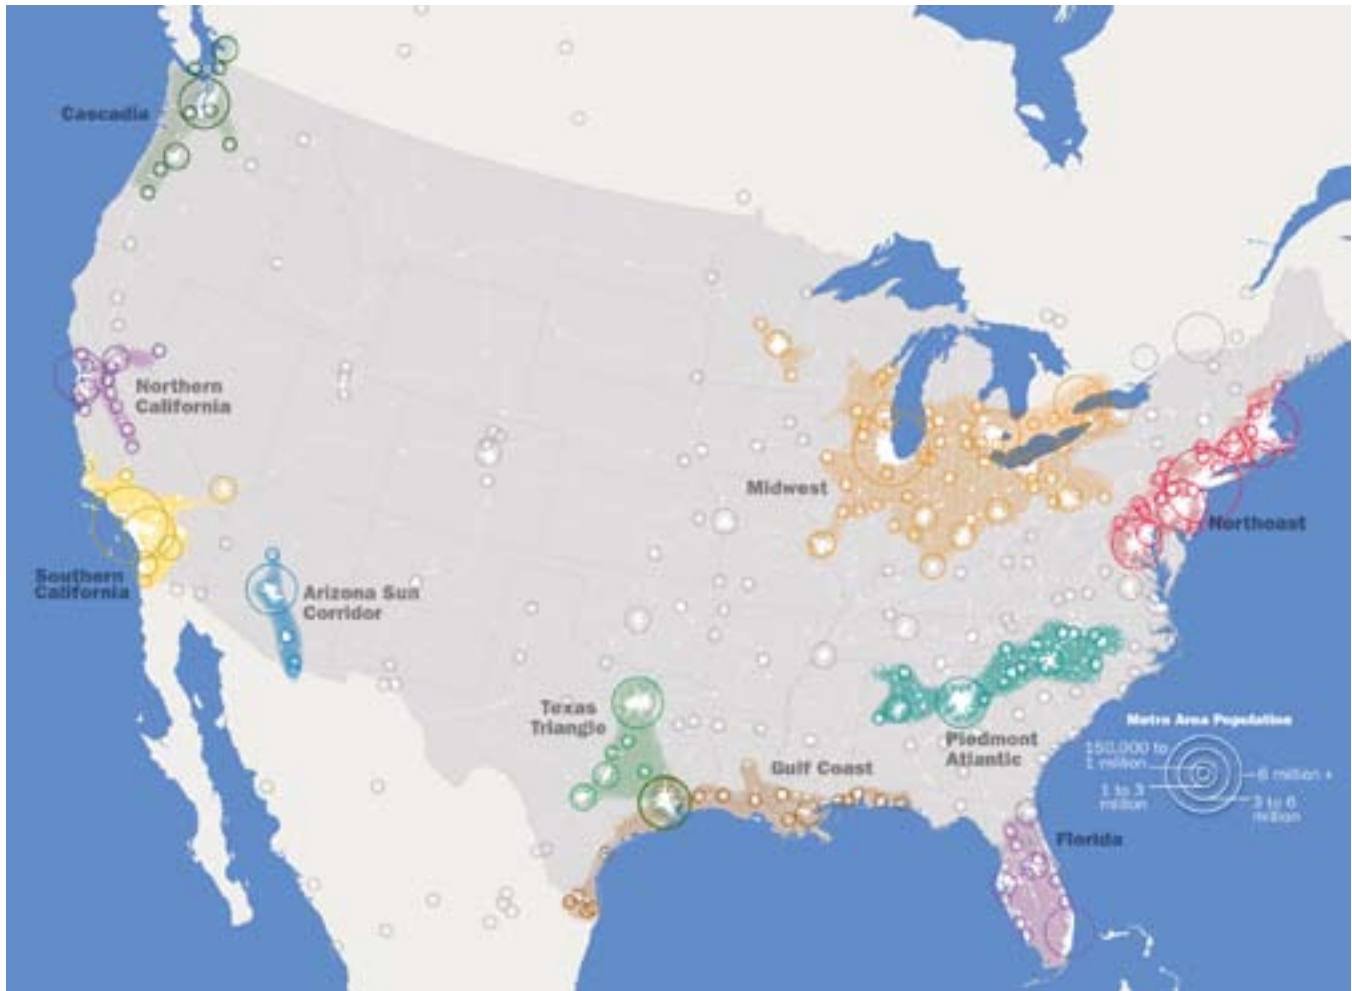 Cascadia
Northern
California
Midwest
Northeast
Southern
California
Arizona Sun
Corridor
Texas
Triangle
Piedmont
Atlantic
Gulf Coast
Metro Area Population
150,000 to
1 million
6 million +
1 to 3
million
3 to 6
million
Florida